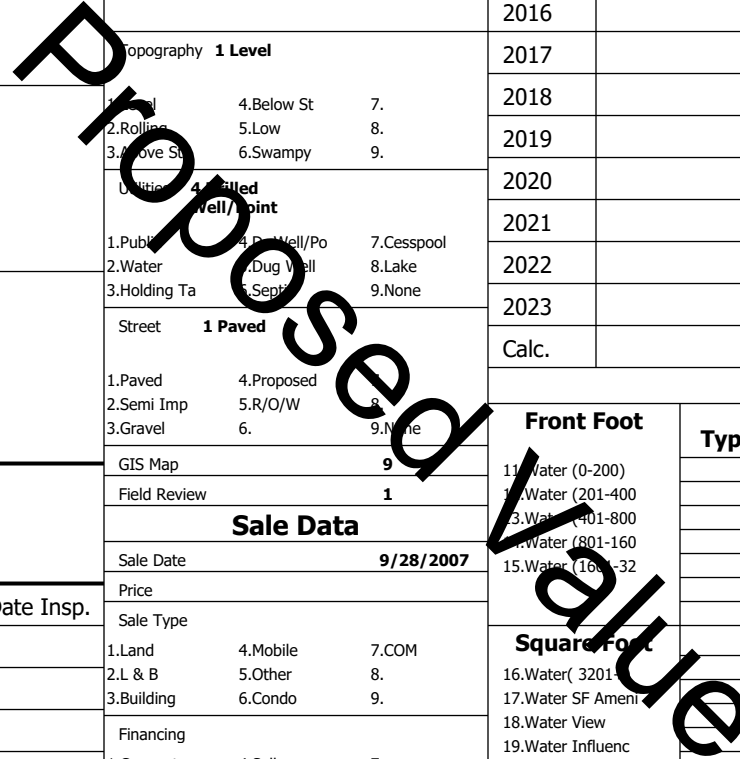 Topography 1 Level
1.Level 4.Below St 7.
2.Rolling 5.Low 8.
3.Above St 6.Swampy 9.
Utilities 4 Drilled
Well/Point
1.Public 4.Dr Well/Po 7.Cesspool
2.Water 5.Dug Well 8.Lake
3.Holding Ta 6.Septic 9.None
Street 1 Paved
1.Paved 4.Proposed 7.
2.Semi Imp 5.R/O/W 8.
3.Gravel 6. 9.None
GIS Map 9
Field Review 1
Sale Data
Sale Date 9/28/2007
Price
Sale Type
1.Land 4.Mobile 7.COM
2.L & B 5.Other 8.
3.Building 6.Condo 9.
Financing
Date Insp.
2016
2017
2018
2019
2020
2021
2022
2023
Calc.
Front Foot
Typ
11.Water (0-200)
12.Water (201-400
13.Water (401-800
14.Water (801-160
15.Water (1601-32
Square Foot
16.Water( 3201-
17.Water SF Ameni
18.Water View
19.Water Influenc
Proposed Value